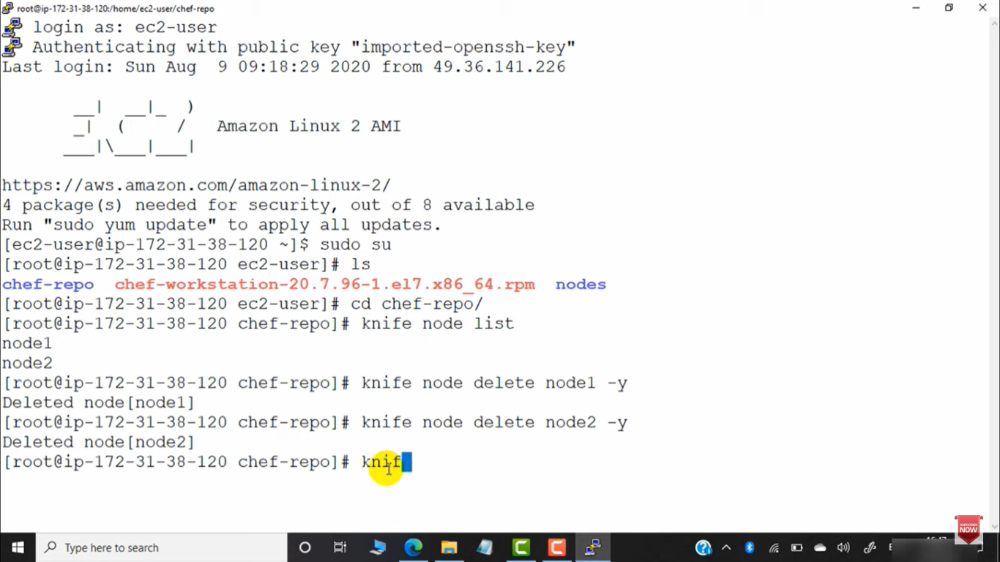 root@ip-172-31-38-120:/home/ec2-user/chef-repo
login as: ec2-user
Authenticating with public key "imported-openssh-key"
Last login: Sun Aug  9 09:18:29 2020 from 49.36.141.226
       __|  __|_  )
       _|  (     /   Amazon Linux 2 AMI
      ___|\___|___|
https://aws.amazon.com/amazon-linux-2/
4 package(s) needed for security, out of 8 available
Run "sudo yum update" to apply all updates.
[ec2-user@ip-172-31-38-120 ~]$ sudo su
[root@ip-172-31-38-120 ec2-user]# ls
chef-repo  chef-workstation-20.7.96-1.el7.x86_64.rpm  nodes
[root@ip-172-31-38-120 ec2-user]# cd chef-repo/
[root@ip-172-31-38-120 chef-repo]# knife node list
node1
node2
[root@ip-172-31-38-120 chef-repo]# knife node delete node1 -y
Deleted node[node1]
[root@ip-172-31-38-120 chef-repo]# knife node delete node2 -y
Deleted node[node2]
[root@ip-172-31-38-120 chef-repo]# knif
SUBSCRIBE
NOW
Type here to search